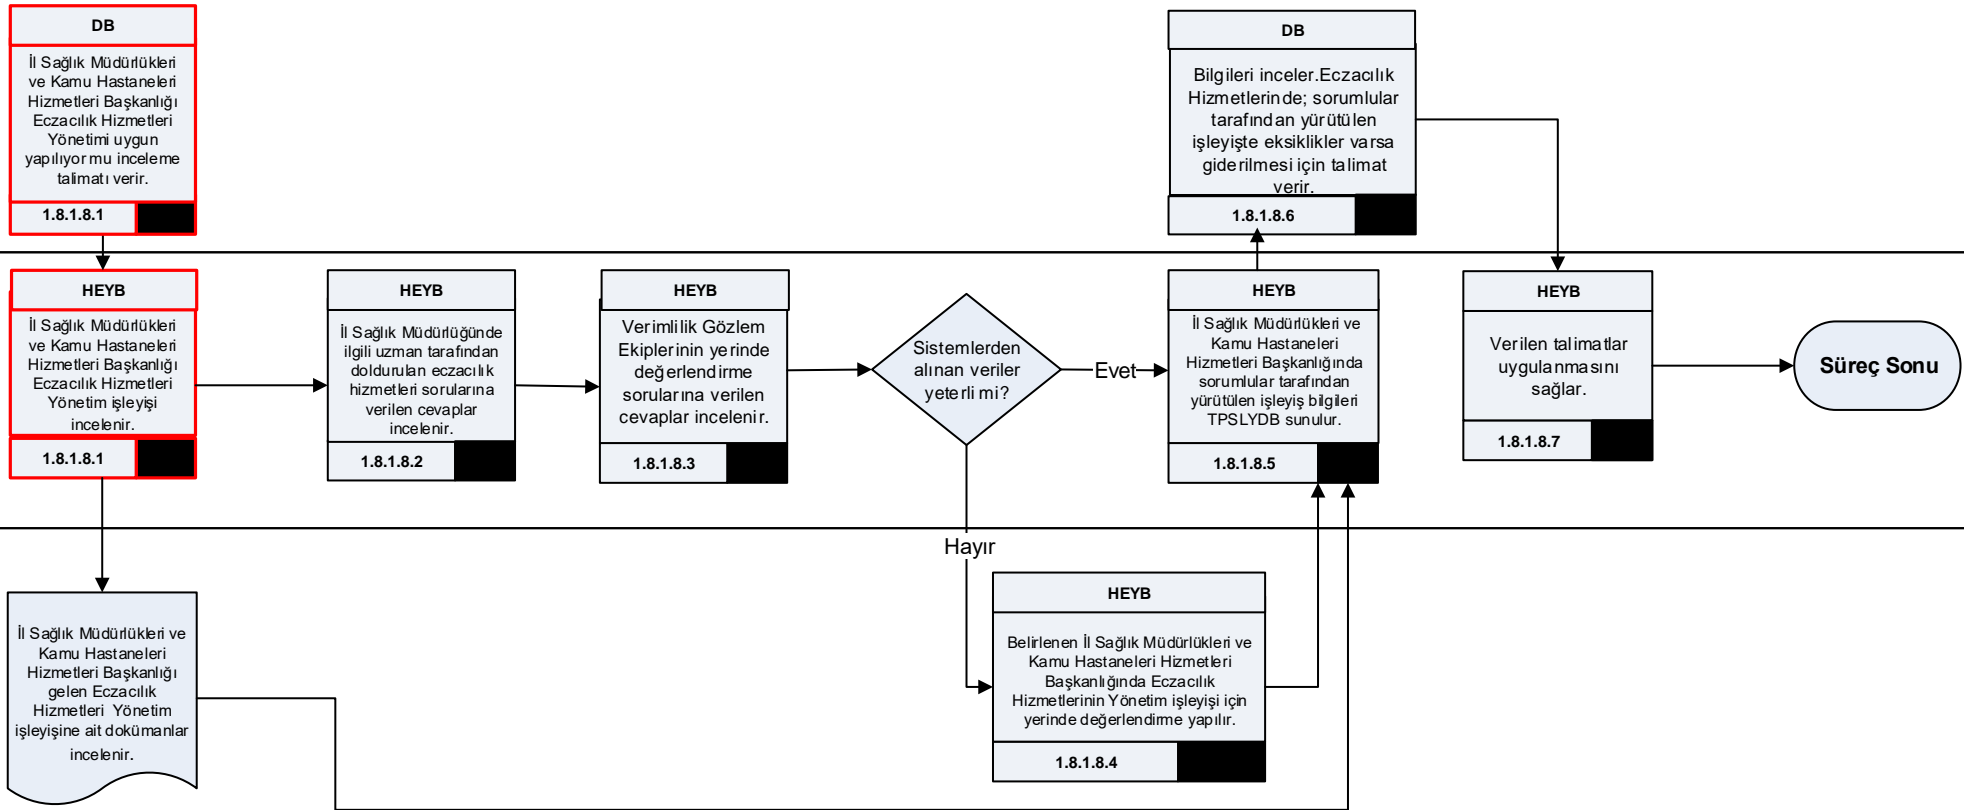 DB
İl Sağlık Müdürlükleri
ve Kamu Hastaneleri
Hizmetleri Başkanlığı
Eczacılık Hizmetleri
Yönetimi uygun
yapılıyor mu inceleme
talimatı verir.
1.8.1.8.1
DB
Bilgileri inceler.Eczacılık
Hizmetlerinde; sorumlular
tarafından yürütülen
işleyişte eksiklikler varsa
giderilmesi için talimat
verir.
1.8.1.8.6
HEYB
İl Sağlık Müdürlükleri
ve Kamu Hastaneleri
Hizmetleri Başkanlığı
Eczacılık Hizmetleri
Yönetim işleyişi
incelenir.
1.8.1.8.1
HEYB
İl Sağlık Müdürlüğünde
ilgili uzman tarafından
doldurulan eczacılık
hizmetleri sorularına
verilen cevaplar
incelenir.
1.8.1.8.2
HEYB
Verimlilik Gözlem
Ekiplerinin yerinde
değerlendirme
sorularına verilen
cevaplar incelenir.
1.8.1.8.3
Sistemlerden
alınan veriler
yeterli mi?
Evet
HEYB
İl Sağlık Müdürlükleri ve
Kamu Hastaneleri
Hizmetleri Başkanlığında
sorumlular tarafından
yürütülen işleyiş bilgileri
TPSLYDB sunulur.
1.8.1.8.5
HEYB
Verilen talimatlar
uygulanmasını
sağlar.
1.8.1.8.7
Süreç Sonu
Hayır
İl Sağlık Müdürlükleri ve
Kamu Hastaneleri
Hizmetleri Başkanlığı
gelen Eczacılık
Hizmetleri Yönetim
işleyişine ait dokümanlar
incelenir.
HEYB
Belirlenen İl Sağlık Müdürlükleri ve
Kamu Hastaneleri Hizmetleri
Başkanlığında Eczacılık
Hizmetlerinin Yönetim işleyişi için
yerinde değerlendirme yapılır.
1.8.1.8.4